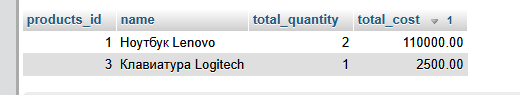 products_id name total_quantity total_cost 1
1 Ноутбук Lenovo 2 110000.00
3 Клавиатура Logitech 1 2500.00